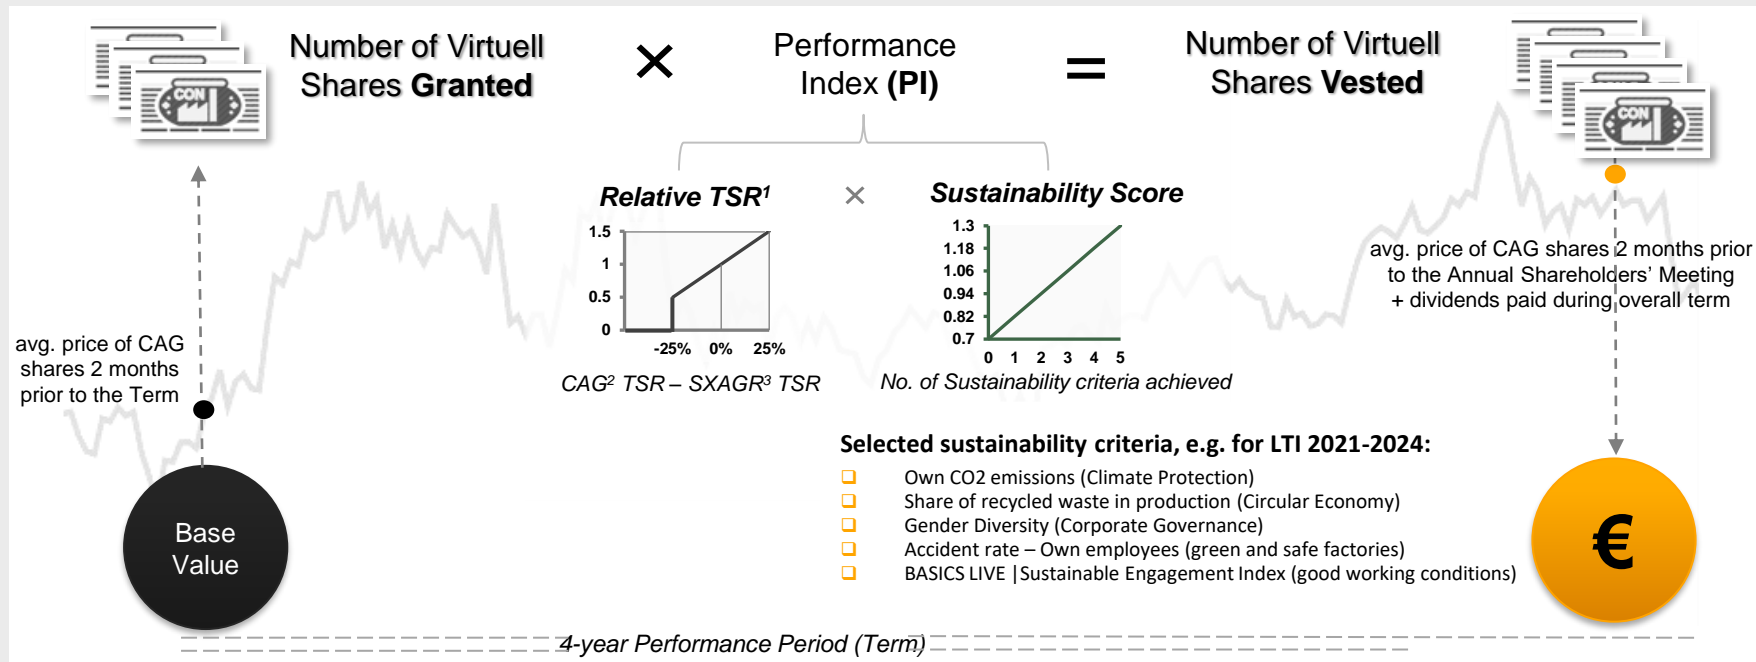 Number of Virtuell
Shares Granted
×
Performance
Index (PI)
=
Number of Virtuell
Shares Vested
CON
CON
Relative TSR¹
×
Sustainability Score
1.5
1
0.5
0
-25% 0% 25%
CAG² TSR – SXAGR³ TSR
1.3
1.18
1.06
0.94
0.82
0.7
0 1 2 3 4 5
No. of Sustainability criteria achieved
avg. price of CAG
shares 2 months
prior to the Term
avg. price of CAG shares 2 months prior
to the Annual Shareholders' Meeting
+ dividends paid during overall term
Selected sustainability criteria, e.g. for LTI 2021-2024:
❑ Own CO2 emissions (Climate Protection)
❑ Share of recycled waste in production (Circular Economy)
❑ Gender Diversity (Corporate Governance)
❑ Accident rate – Own employees (green and safe factories)
❑ BASICS LIVE |Sustainable Engagement Index (good working conditions)
Base
Value
€
4-year Performance Period (Term)